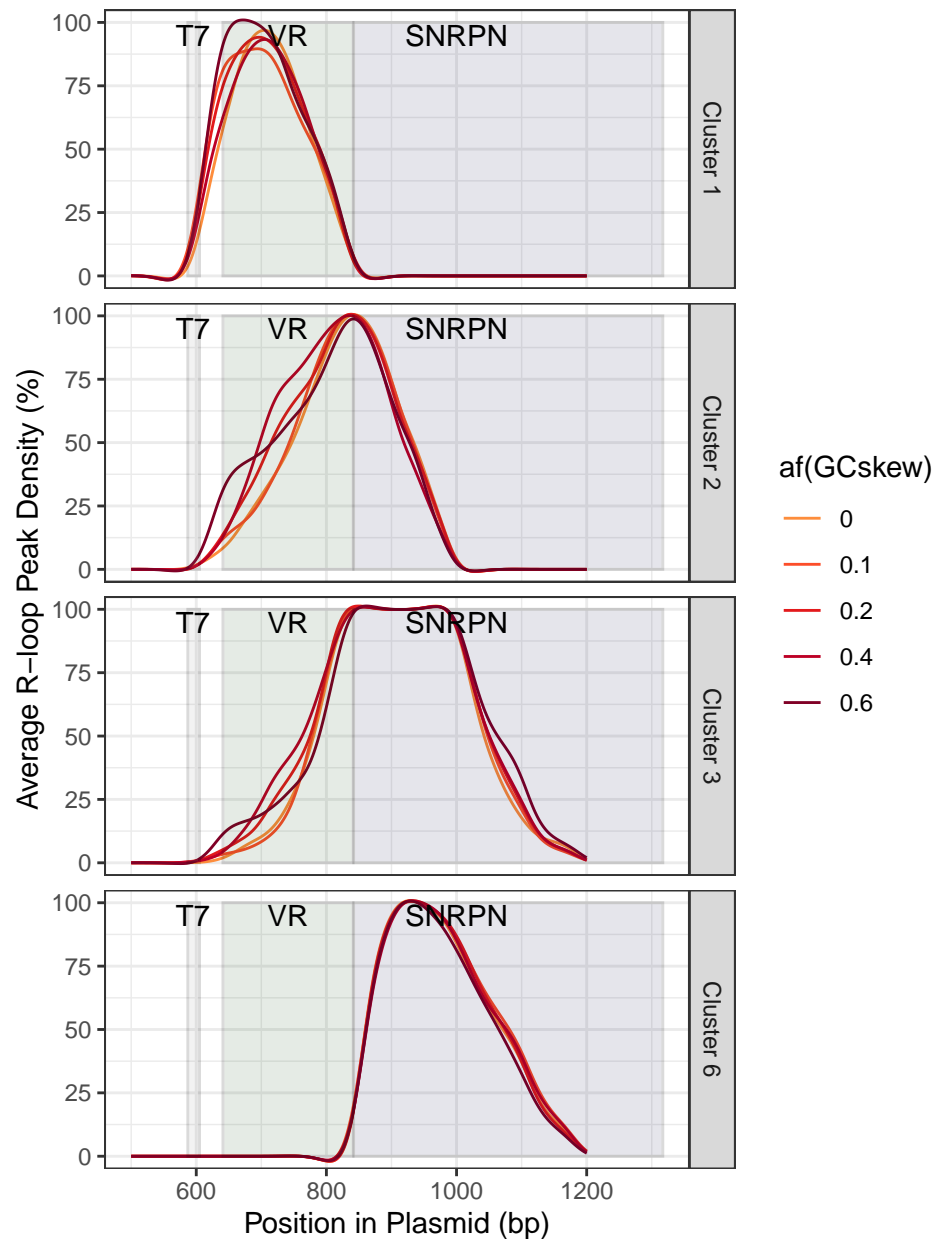 T7 VR SNRPN
100
75
50
25
0
Cluster 1
T7 VR SNRPN
100
75
50
25
0
Cluster 2
T7 VR SNRPN
100
75
50
25
0
Cluster 3
T7 VR SNRPN
100
75
50
25
0
Cluster 6
600 800 1000 1200
Position in Plasmid (bp)
Average R−loop Peak Density (%)
af(GCskew)
0
0.1
0.2
0.4
0.6